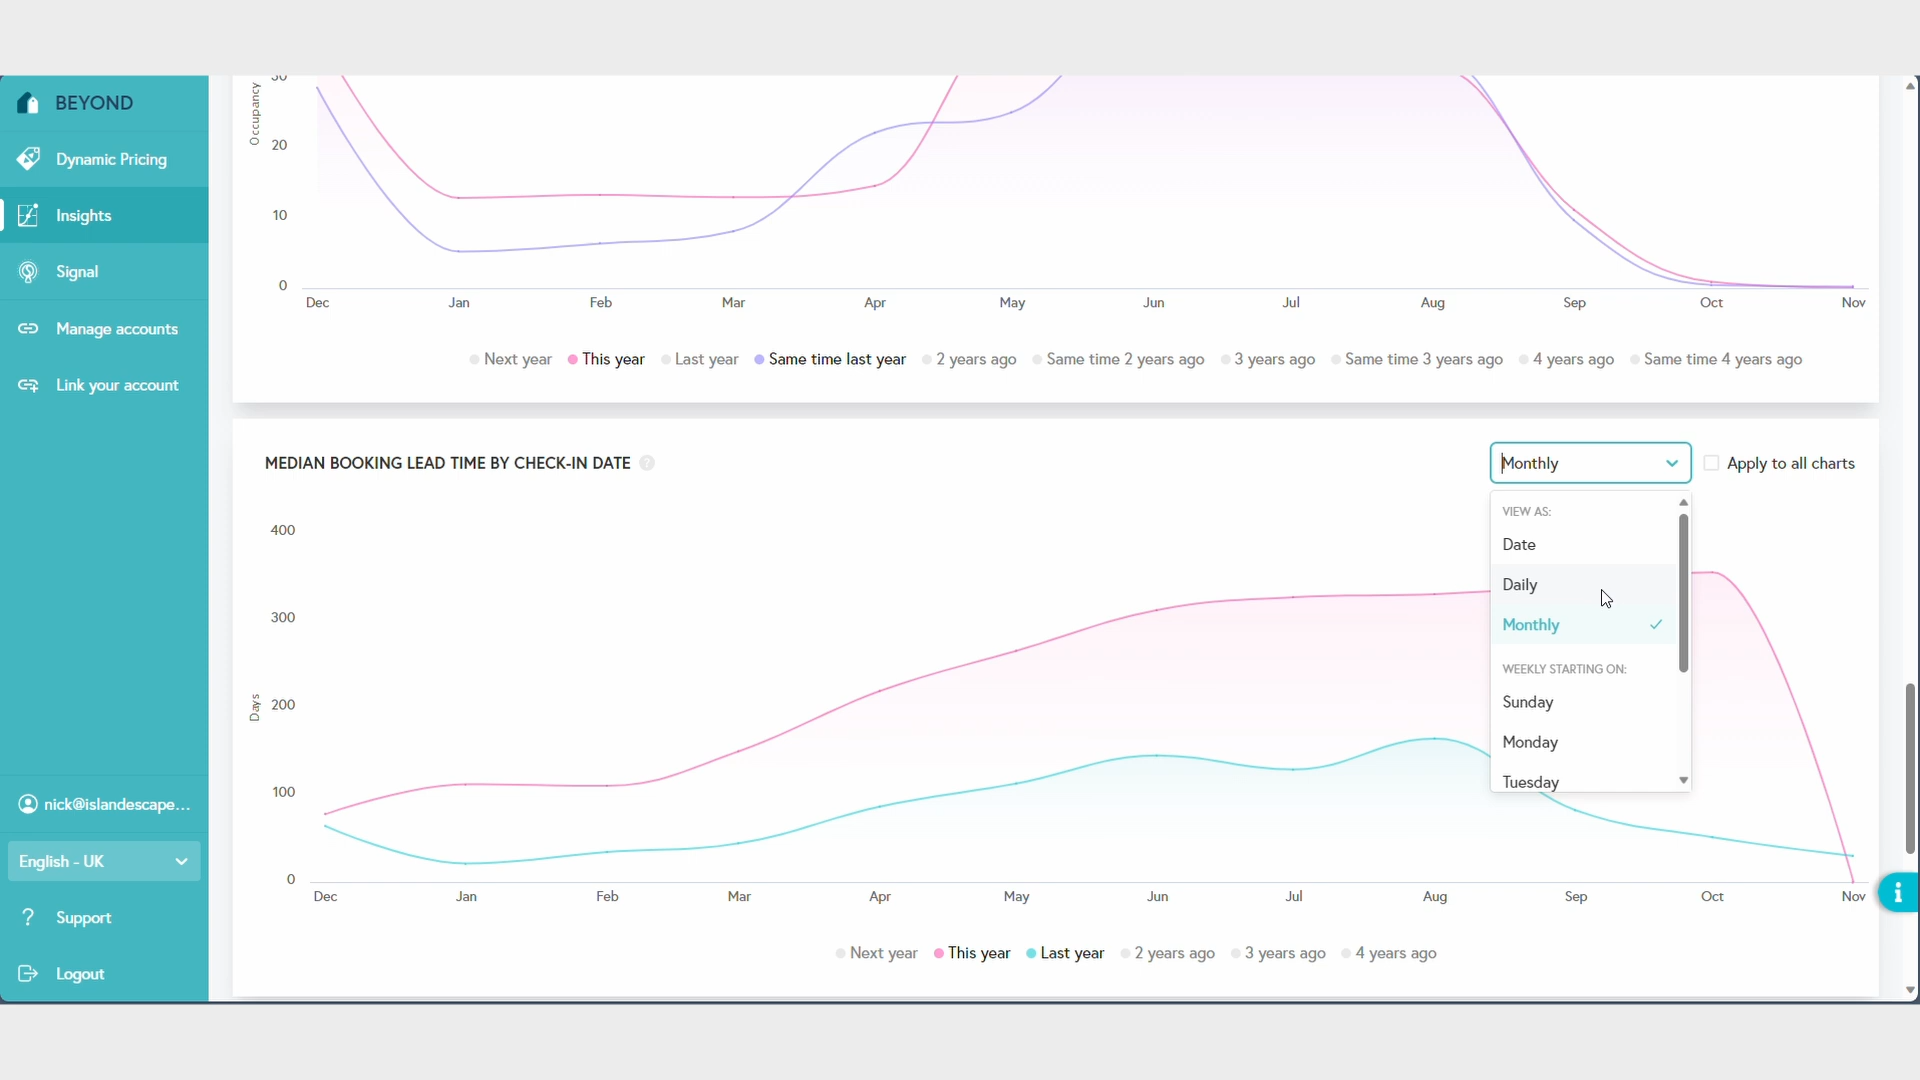 BEYOND
Dynamic Pricing
Insights
Signal
Manage accounts
Link your account
nick@islandescape...
English - UK
? Support
Logout
Occupancy
30
20
10
0
Dec Jan Feb Mar Apr May Jun Jul Aug Sep Oct Nov
Next year This year Last year Same time last year 2 years ago Same time 2 years ago 3 years ago Same time 3 years ago 4 years ago Same time 4 years ago
MEDIAN BOOKING LEAD TIME BY CHECK-IN DATE ?
Monthly
Apply to all charts
VIEW AS:
Date
Daily
Monthly
WEEKLY STARTING ON:
Sunday
Monday
Tuesday
Days
400
300
200
100
0
Dec Jan Feb Mar Apr May Jun Jul Aug Sep Oct Nov
Next year This year Last year 2 years ago 3 years ago 4 years ago
i